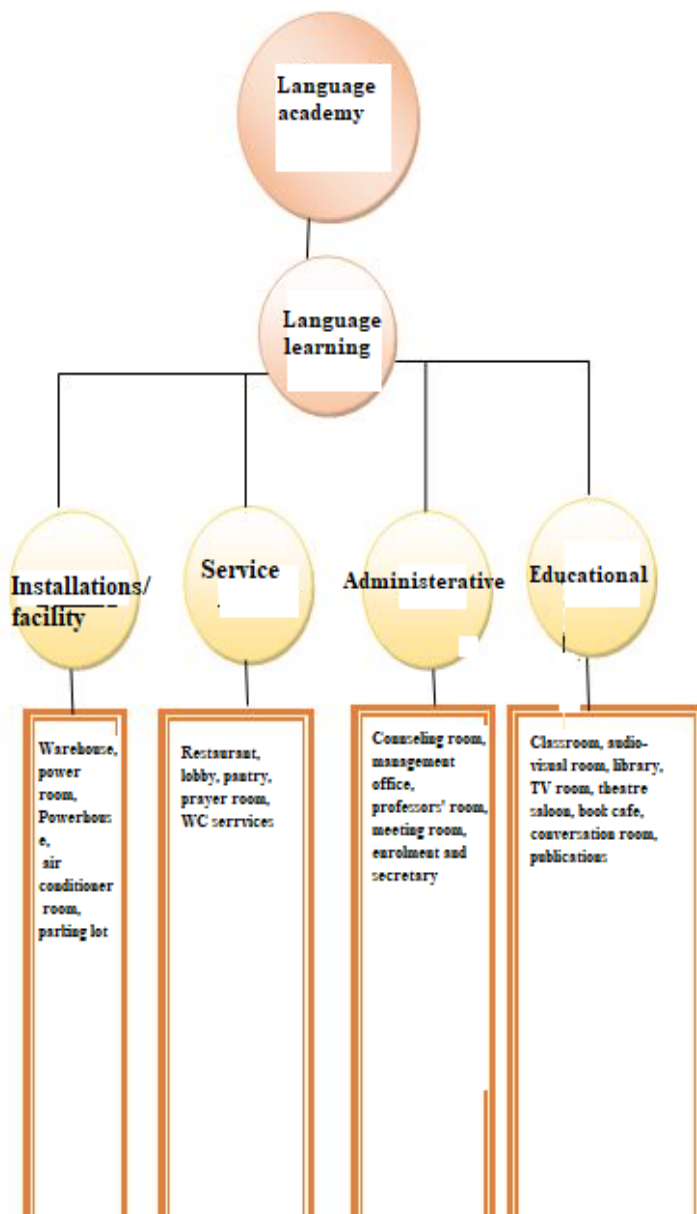 Language
academy
Language
learning
Installations/
facility
Service
Administerative
Educational
Warehouse,
power
room,
Powerhous
e,
air
conditioner
room,
parking lot
Restaurant,
lobby, pantry,
prayer room,
WC serrvices
Counseling room,
management
office,
professors' room,
meeting room,
enrolment and
secretary
Classroom, audio-
visual room, library,
TV room, theatre
saloon, book cafe,
conversation room,
publications